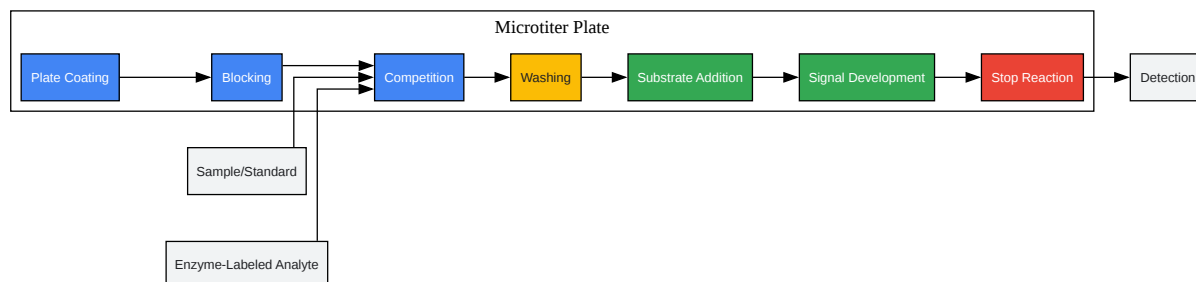 Microtiter Plate
Plate Coating
Blocking
Competition
Washing
Substrate Addition
Signal Development
Stop Reaction
Detection
Sample/Standard
Enzyme-Labeled Analyte